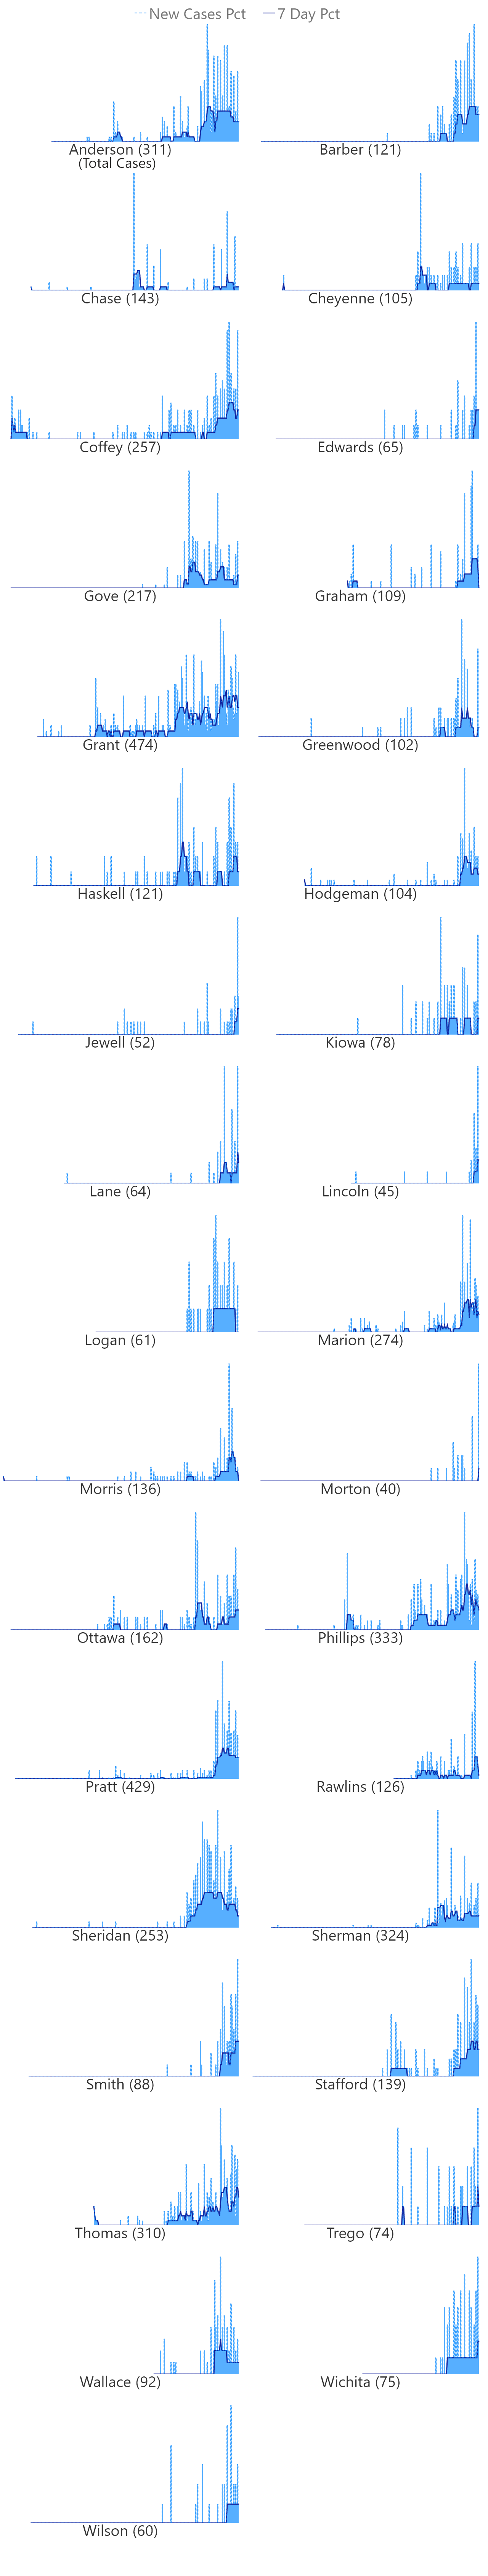 New Cases Pct 7 Day Pct
Anderson (311) Barber (121)
(Total Cases)
Chase (143) Cheyenne (105)
Coffey (257) Edwards (65)
Gove (217) Graham (109)
Grant (474) Greenwood (102)
Haskell (121) Hodgeman (104)
Jewell (52) Kiowa (78)
Lane (64) Lincoln (45)
Logan (61) Marion (274)
Morris (136) Morton (40)
Ottawa (162) Phillips (333)
Pratt (429) Rawlins (126)
Sheridan (253) Sherman (324)
Smith (88) Stafford (139)
Thomas (310) Trego (74)
Wallace (92) Wichita (75)
Wilson (60)